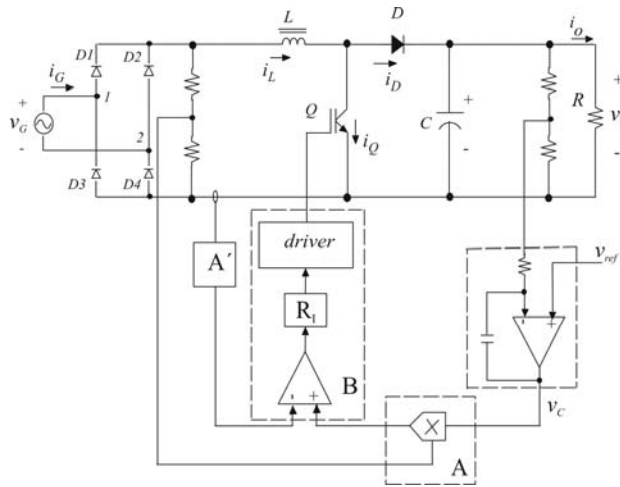 L
D
i_o
D1
D2
i_G
i_L
i_D
+
+
+
v_G
1
Q
C
R
v
2
i_Q
-
-
-
D3
D4
driver
v_ref
A′
R_1
- +
B
- +
v_C
X
A